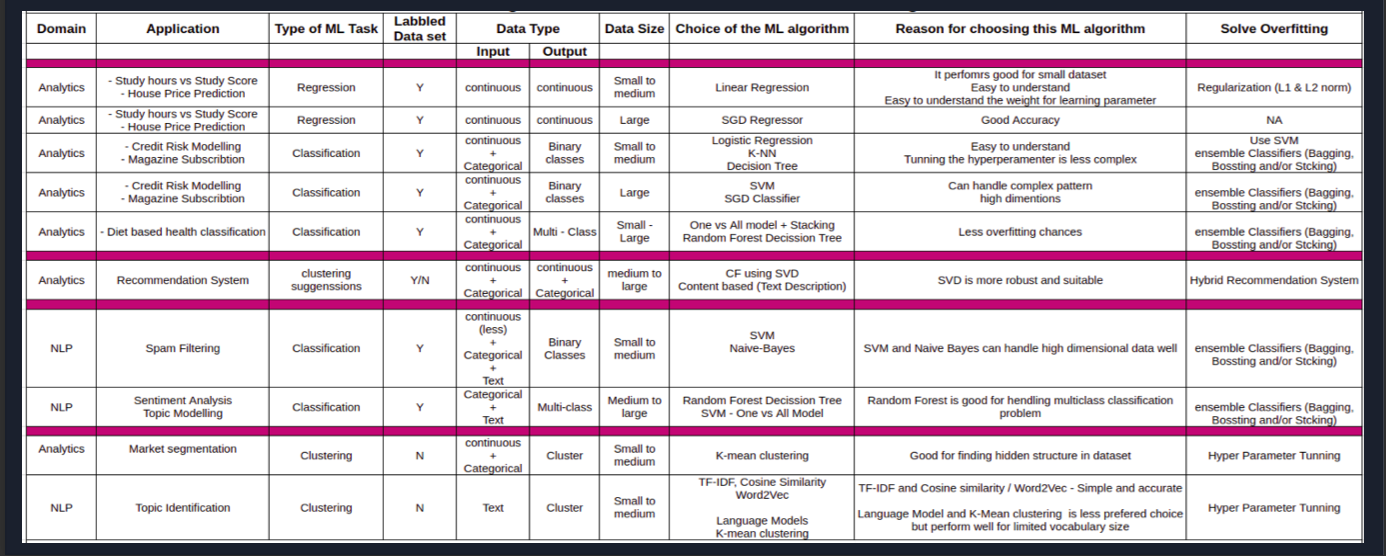 Domain Application Type of ML Task Labbled Data set Data Type Data Size Choice of the ML algorithm Reason for choosing this ML algorithm Solve Overfitting
Input Output
Analytics
- Study hours vs Study Score
- House Price Prediction
Regression
Y
continuous
continuous
Small to
medium
Linear Regression
It perfomrs good for small dataset
Easy to understand
Easy to understand the weight for learning parameter
Regularization (L1 & L2 norm)
Analytics
- Study hours vs Study Score
- House Price Prediction
Regression
Y
continuous
continuous
Large
SGD Regressor
Good Accuracy
NA
Analytics
- Credit Risk Modelling
- Magazine Subscribtion
Classification
Y
continuous
+
Categorical
Binary
classes
Small to
medium
Logistic Regression
K-NN
Decision Tree
Easy to understand
Tunning the hyperperamenter is less complex
Use SVM
ensemble Classifiers (Bagging,
Bossting and/or Stcking)
Analytics
- Credit Risk Modelling
- Magazine Subscribtion
Classification
Y
continuous
+
Categorical
Binary
classes
Large
SVM
SGD Classifier
Can handle complex pattern
high dimentions
ensemble Classifiers (Bagging,
Bossting and/or Stcking)
Analytics
- Diet based health classification
Classification
Y
continuous
+
Categorical
Multi - Class
Small -
Large
One vs All model + Stacking
Random Forest Decission Tree
Less overfitting chances
ensemble Classifiers (Bagging,
Bossting and/or Stcking)
Analytics
Recommendation System
clustering
suggenssions
Y/N
continuous
+
Categorical
continuous
+
Categorical
medium to
large
CF using SVD
Content based (Text Description)
SVD is more robust and suitable
Hybrid Recommendation System
NLP
Spam Filtering
Classification
Y
continuous
(less)
+
Categorical
+
Text
Binary
Classes
Small to
medium
SVM
Naive-Bayes
SVM and Naive Bayes can handle high dimensional data well
ensemble Classifiers (Bagging,
Bossting and/or Stcking)
NLP
Sentiment Analysis
Topic Modelling
Classification
Y
Categorical
+
Text
Multi-class
Medium to
large
Random Forest Decission Tree
SVM - One vs All Model
Random Forest is good for hendling multiclass classification
problem
ensemble Classifiers (Bagging,
Bossting and/or Stcking)
Analytics
Market segmentation
Clustering
N
continuous
+
Categorical
Cluster
Small to
medium
K-mean clustering
Good for finding hidden structure in dataset
Hyper Parameter Tunning
NLP
Topic Identification
Clustering
N
Text
Cluster
Small to
medium
TF-IDF, Cosine Similarity
Word2Vec
Language Models
K-mean clustering
TF-IDF and Cosine similarity / Word2Vec - Simple and accurate
Language Model and K-Mean clustering is less prefered choice
but perform well for limited vocabulary size
Hyper Parameter Tunning